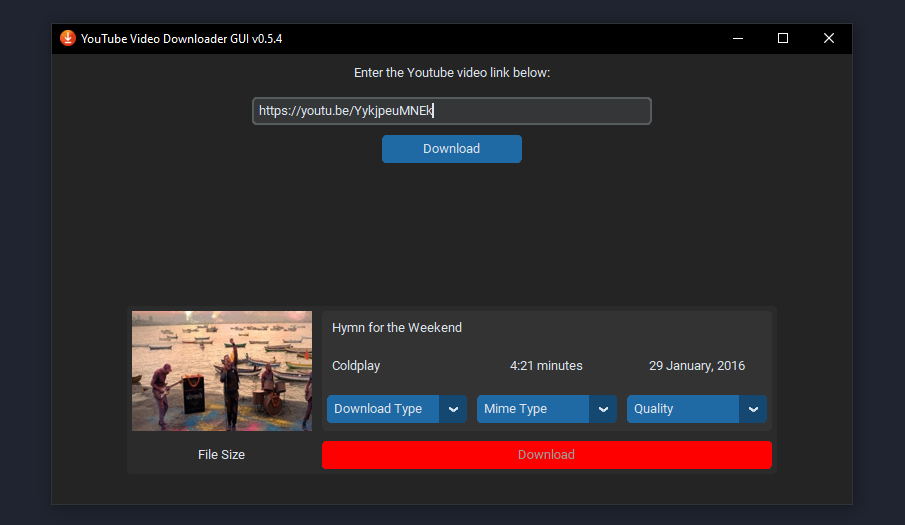 YouTube Video Downloader GUI v0.5.4
Enter the Youtube video link below:
https://youtu.be/YykjpeuMNEk
Download
Hymn for the Weekend
Coldplay 4:21 minutes 29 January, 2016
Download Type Mime Type Quality
File Size Download